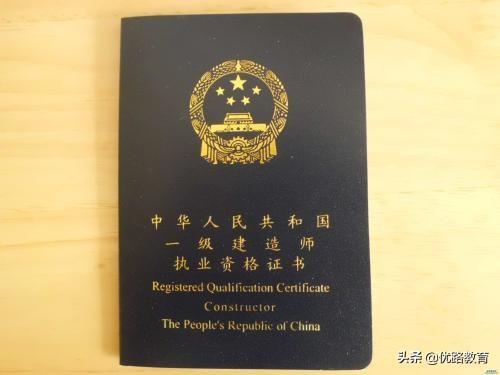 中华人民共和国
一级建造师
执业资格证书
Registered Qualification Certificate
Constructor
The People's Republic of China
头条@优路教育